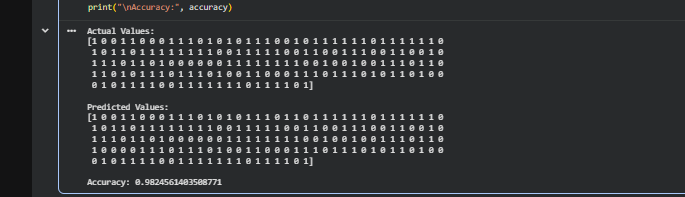 print("\nAccuracy:", accuracy)
Actual Values:
[1 0 0 1 1 0 0 0 1 1 1 0 1 0 1 0 1 1 1 0 0 1 0 1 1 1 1 1 1 0 1 1 1 1 1 1 0
1 0 1 1 0 1 1 1 1 1 1 1 1 0 0 1 1 1 1 1 0 0 1 1 0 0 1 1 1 0 0 1 1 0 0 1 0
1 1 1 0 1 1 0 1 0 0 0 0 0 0 1 1 1 1 1 1 1 1 0 0 1 0 0 1 0 0 1 1 1 0 1 1 0
1 1 0 1 0 1 1 1 0 1 1 1 0 1 0 0 1 1 0 0 0 1 1 1 0 1 1 1 0 1 0 1 1 0 1 0 0
0 1 0 1 1 1 1 0 0 1 1 1 1 1 1 1 0 1 1 1 1 0 1]
Predicted Values:
[1 0 0 1 1 0 0 0 1 1 1 0 1 0 1 0 1 1 1 0 1 1 0 1 1 1 1 1 1 0 1 1 1 1 1 1 0
1 0 1 1 0 1 1 1 1 1 1 1 1 0 0 1 1 1 1 1 0 0 1 1 0 0 1 1 1 0 0 1 1 0 0 1 0
1 1 1 0 1 1 0 1 0 0 0 0 0 0 1 1 1 1 1 1 1 1 0 0 1 0 0 1 0 0 1 1 1 0 1 1 0
1 0 0 0 0 1 1 1 0 1 1 1 0 1 0 0 1 1 0 0 0 1 1 1 0 1 1 1 0 1 0 1 1 0 1 0 0
0 1 0 1 1 1 1 0 0 1 1 1 1 1 1 1 0 1 1 1 1 0 1]
Accuracy: 0.9824561403508771